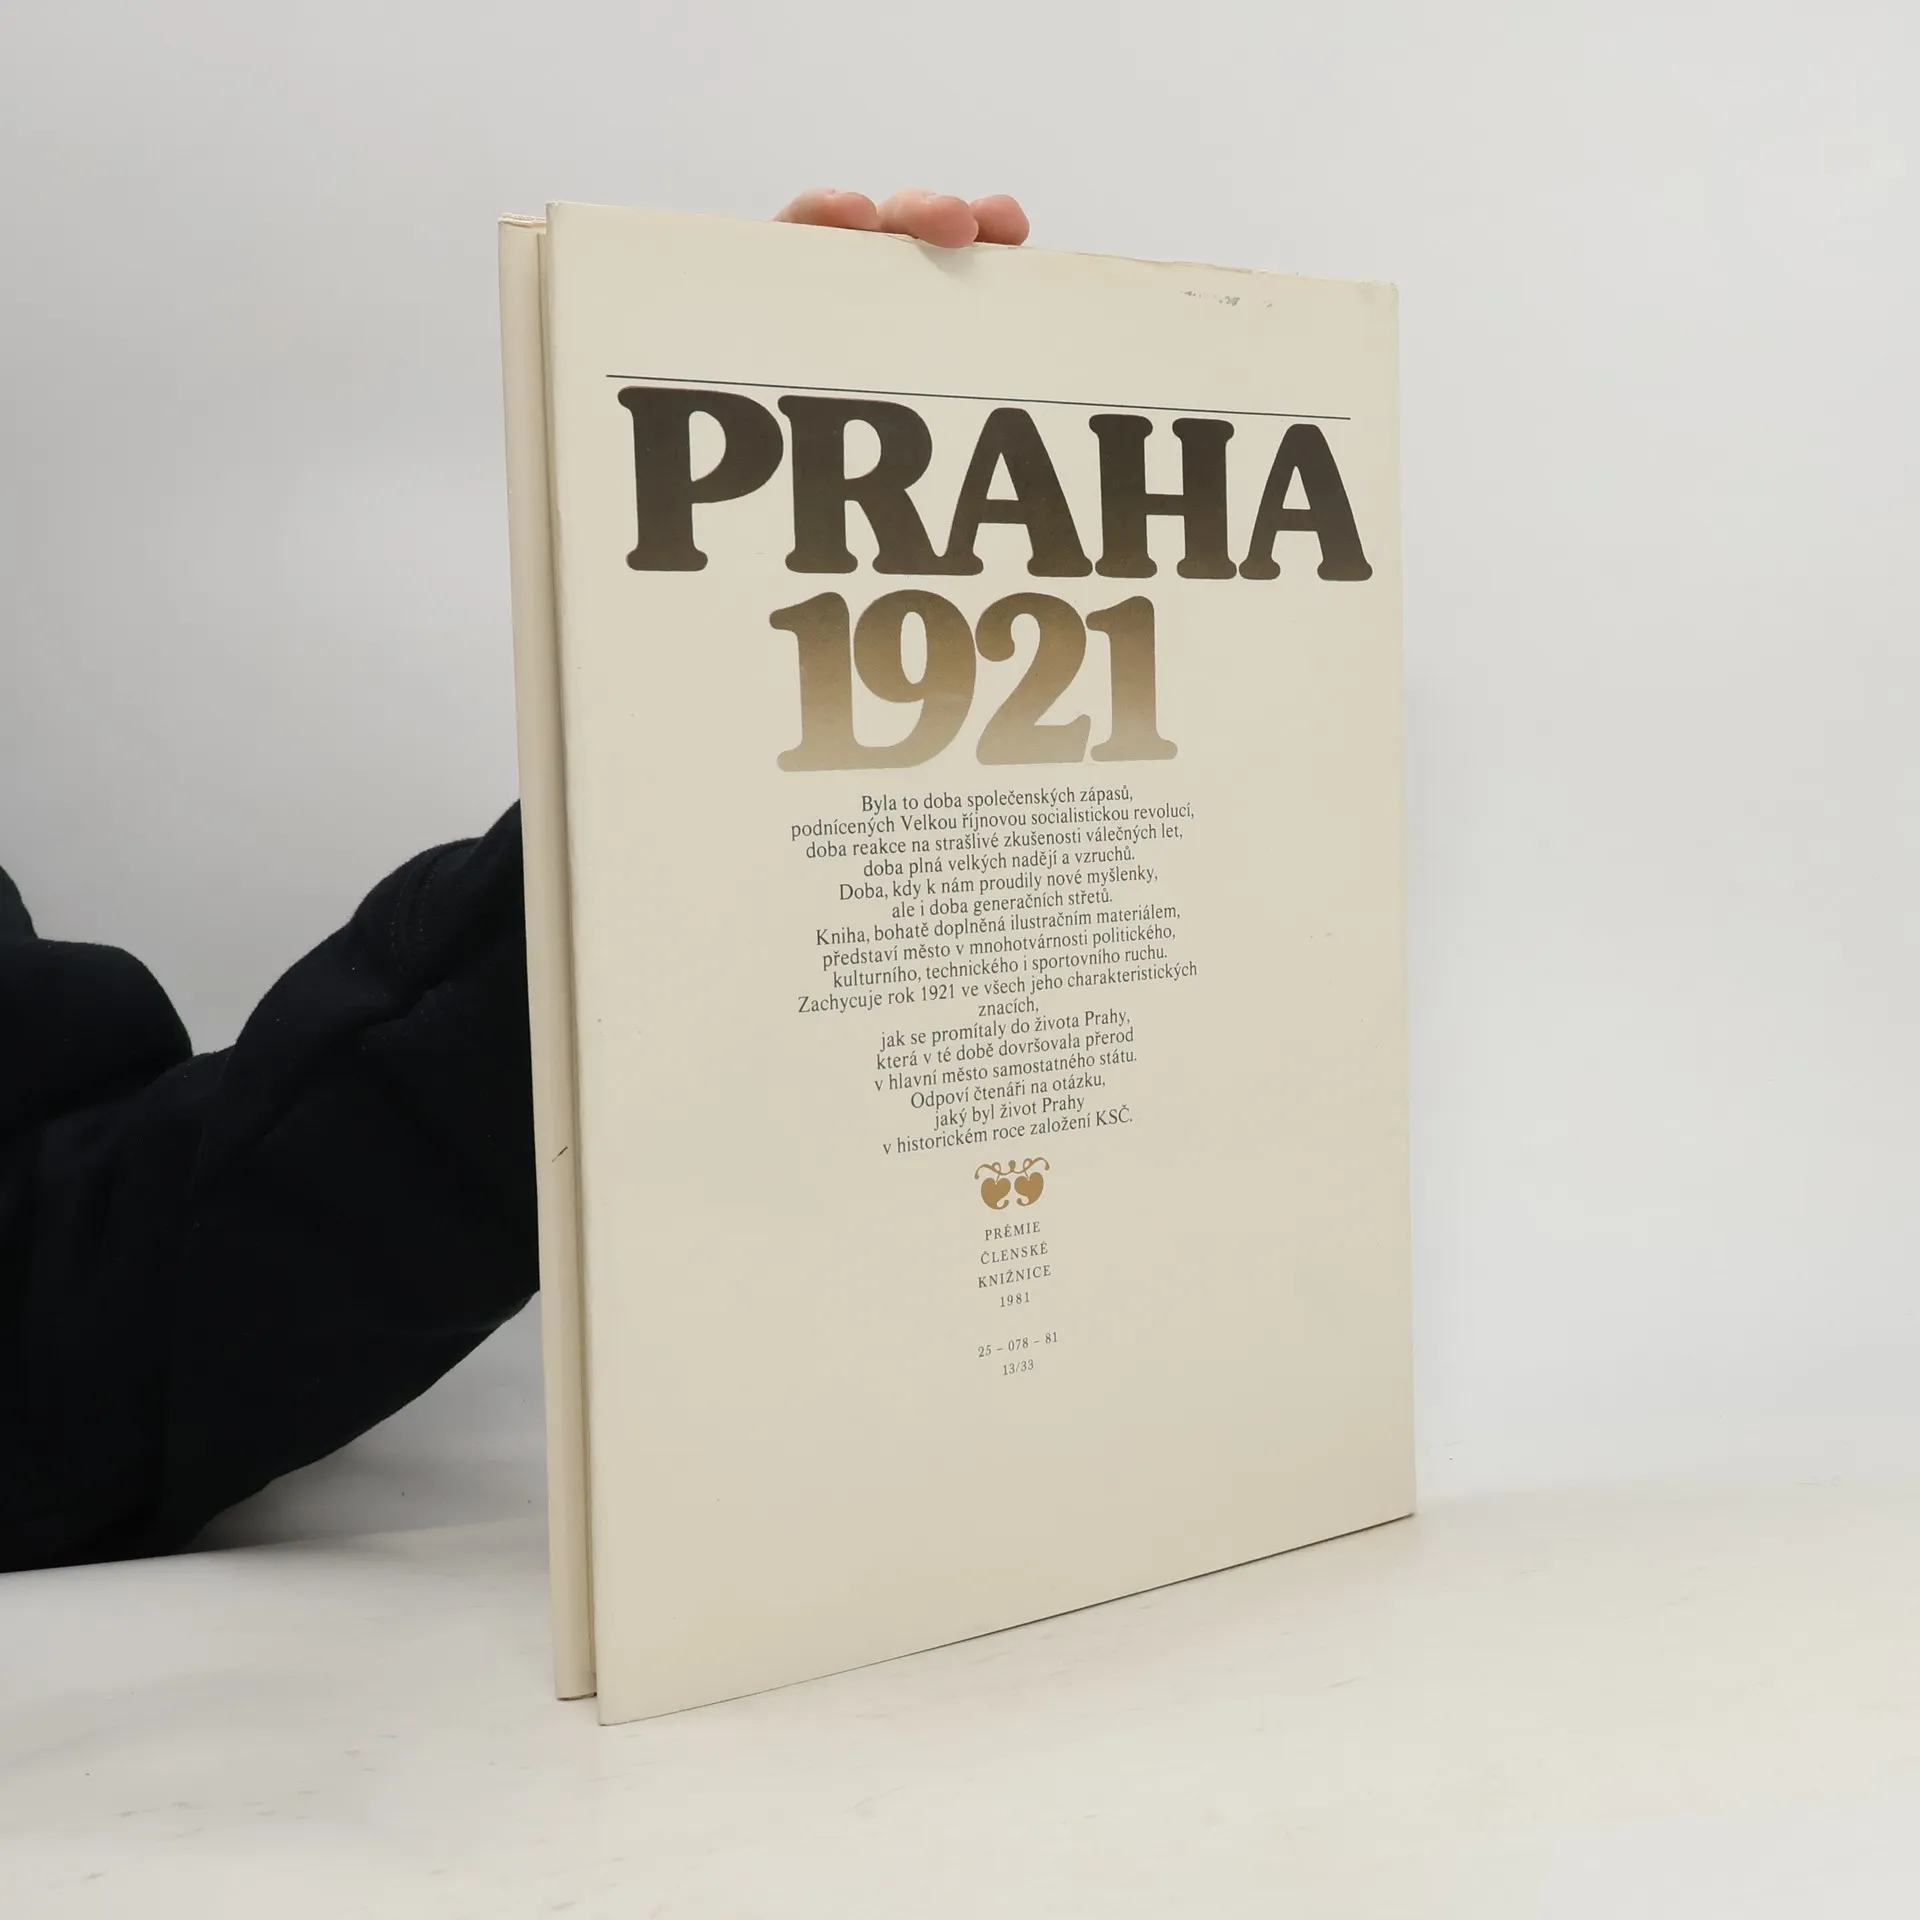 PRAHA
1921
Byla to doba společenských zápasů,
podnícených Velkou říjnovou socialistickou revolucí,
doba reakce na strašlivé zkušenosti válečných let,
doba plná velkých nadějí a vzruchů.
Doba, kdy k nám proudily nové myšlenky,
ale i doba generačních střetů.
Kniha, bohatě doplněná ilustračním materiálem,
představí město v mnohotvárnosti politického,
kulturního, technického i sportovního ruchu.
Zachycuje rok 1921 ve všech jeho charakteristických
znacích,
jak se promítaly do života Prahy,
která v té době dovršovala přerod
v hlavní město samostatného státu.
Odpoví čtenáři na otázku,
jaký byl život Prahy
v historickém roce založení KSČ.
PRÉMIE
ČLENSKÉ
KNIŽNICE
1981
25 – 078 – 81
13/33